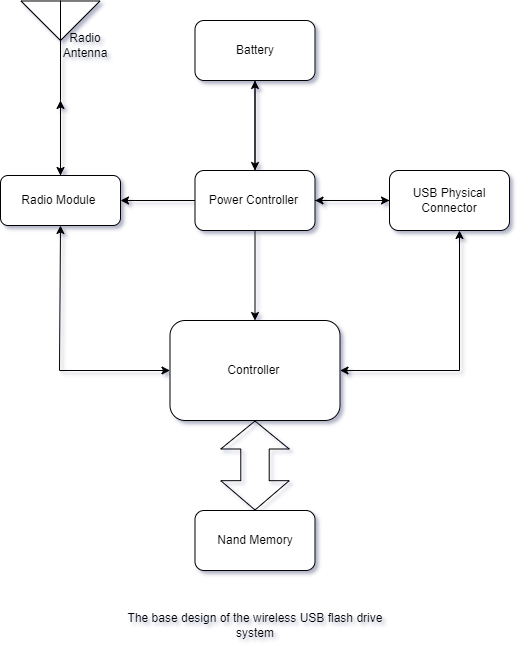 Radio
Antenna
Battery
Radio Module
Power Controller
USB Physical
Connector
Controller
Nand Memory
The base design of the wireless USB flash drive
system